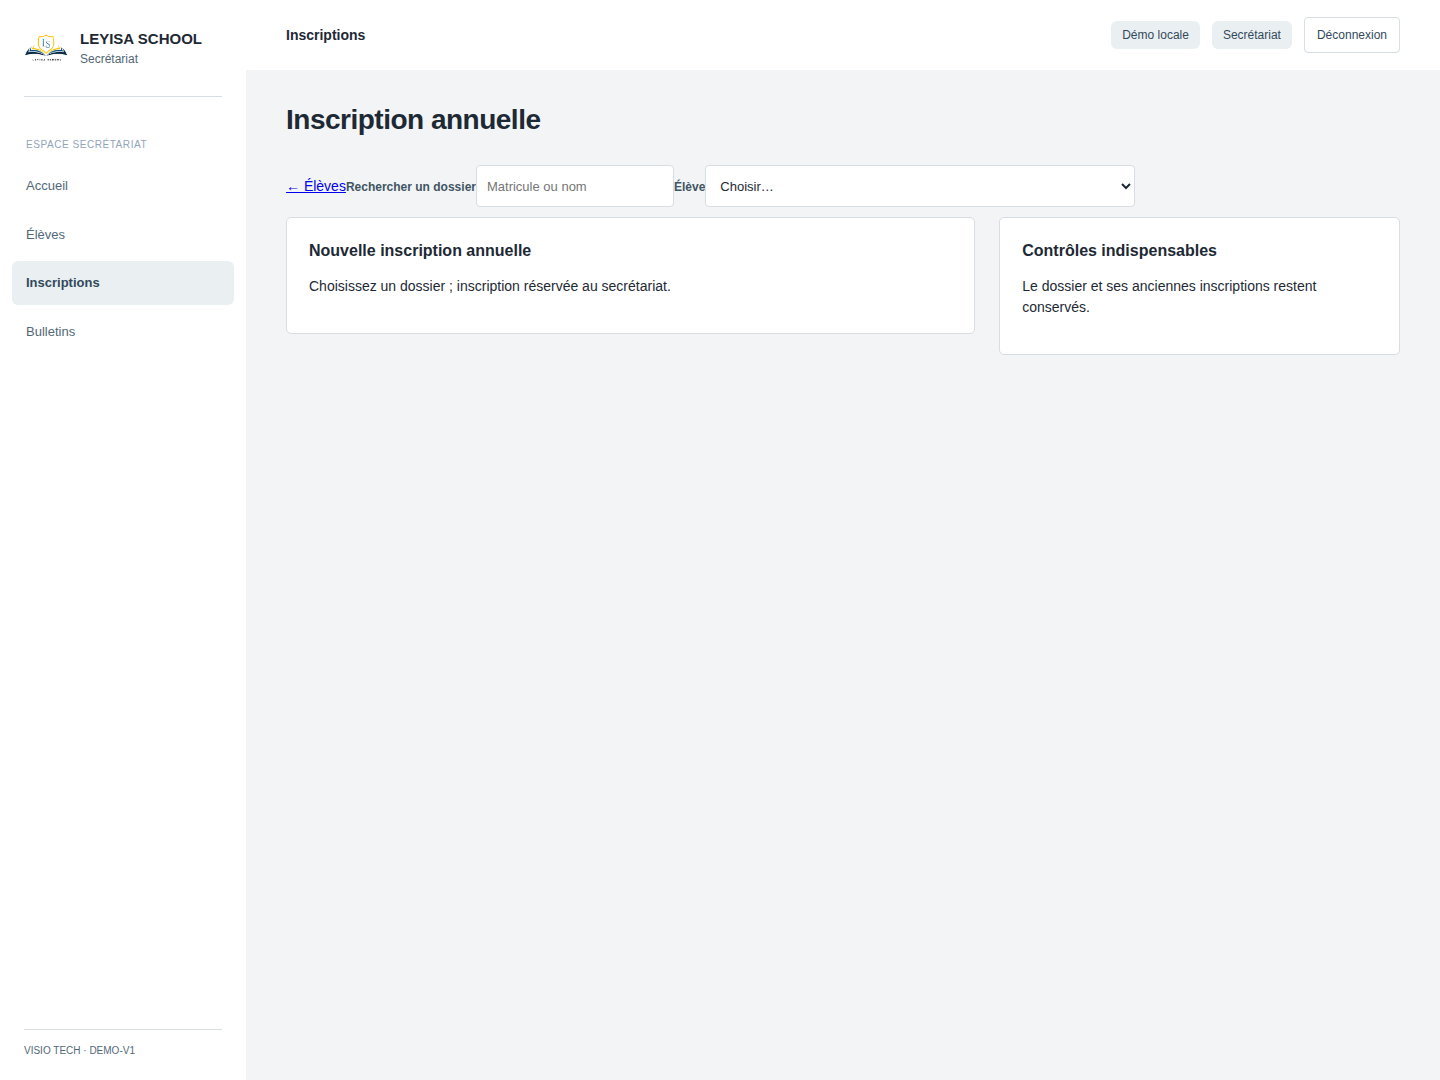 LEYISA SCHOOL
Secrétariat
ESPACE SECRÉTARIAT
Accueil
Élèves
Inscriptions
Bulletins
VISIO TECH · DEMO-V1
Inscriptions
Démo locale
Secrétariat
Déconnexion
Inscription annuelle
← Élèves Rechercher un dossier Matricule ou nom Élève Choisir…
Nouvelle inscription annuelle
Choisissez un dossier ; inscription réservée au secrétariat.
Contrôles indispensables
Le dossier et ses anciennes inscriptions restent
conservés.